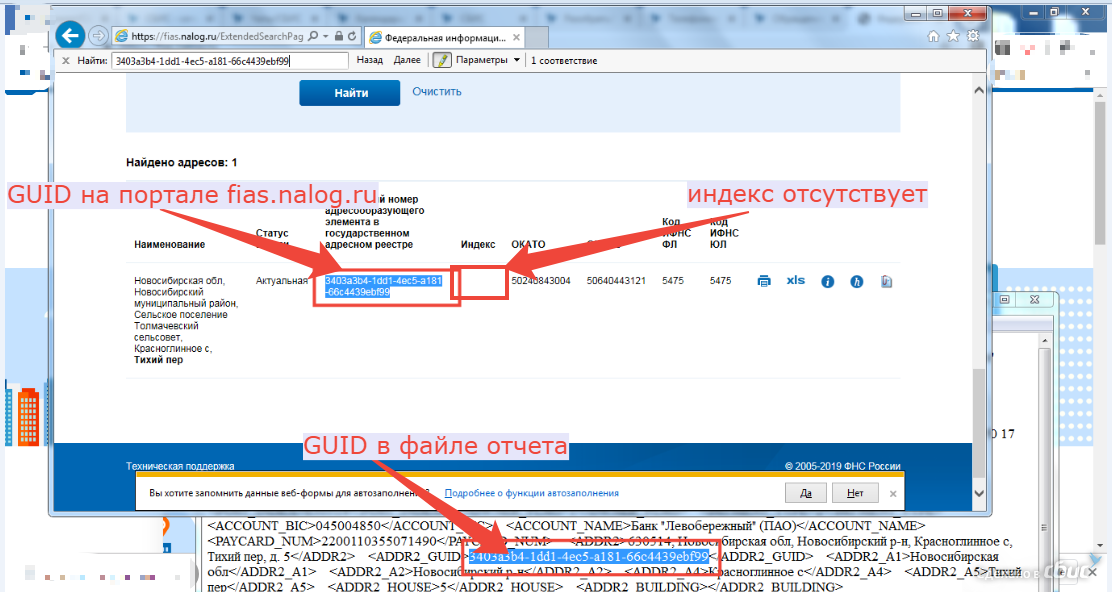 https://fias.nalog.ru/ExtendedSearchPag
Федеральная информаци...
Найти: 3403a3b4-1dd1-4ec5-a181-66c4439ebf99 Назад Далее Параметры 1 соответствие
Найти Очистить
Найдено адресов: 1
GUID на портале fias.nalog.ru
индекс отсутствует
Наименование
Статус
номер
адресообразующего
элемента в
государственном
адресном реестре
Индекс
ОКАТО
Код
ИФНС
ФЛ
Код
ИФНС
ЮЛ
Новосибирская обл,
Новосибирский
муниципальный район,
Сельское поселение
Толмачевский
сельсовет,
Красноглинное с,
Тихий пер
Актуальная
3403a3b4-1dd1-4ec5-a181
-66c4439ebf99
50240843004
50640443121
5475
5475
xls
GUID в файле отчета
0 17
Техническая поддержка
© 2005-2019 ФНС России
Вы хотите запомнить данные веб-формы для автозаполнения? Подробнее о функции автозаполнения Да Нет
<ACCOUNT_BIC>045004850</ACCOUNT_BIC> <ACCOUNT_NAME>Банк "Левобережный" (ПАО)</ACCOUNT_NAME>
<PAYCARD_NUM>2200110355071490</PAYCARD_NUM> <ADDR2> 630514, Новосибирская обл, Новосибирский р-н, Красноглинное с,
Тихий пер, д. 5</ADDR2> <ADDR2_GUID>3403a3b4-1dd1-4ec5-a181-66c4439ebf99</ADDR2_GUID> <ADDR2_A1>Новосибирская
обл</ADDR2_A1> <ADDR2_A2>Новосибирский р-н</ADDR2_A2> <ADDR2_A4>Красноглинное с</ADDR2_A4> <ADDR2_A5>Тихий
пер</ADDR2_A5> <ADDR2_HOUSE>5</ADDR2_HOUSE> <ADDR2_BUILDING></ADDR2_BUILDING>
сбис